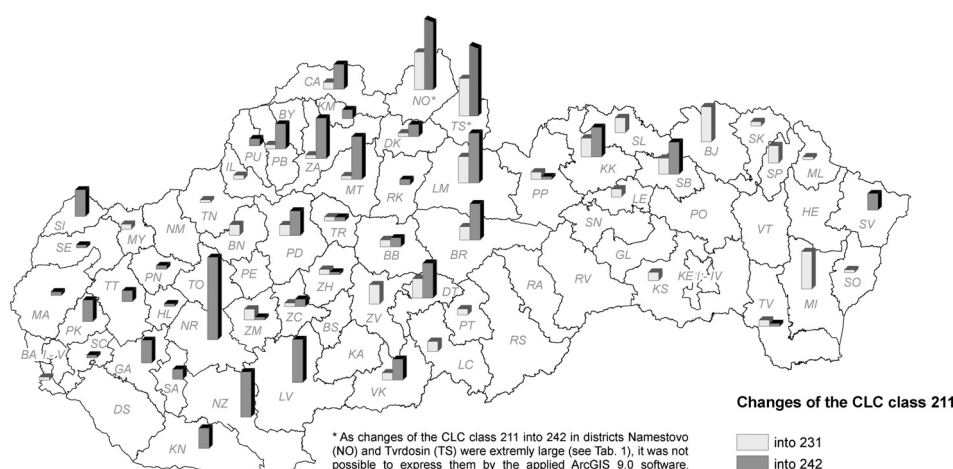 CA
NO*
KM
BY
TS*
PU
PB
ZA
DK
IL
MT
RK
LM
PP
KK
SL
SB
BJ
SK
SP
ML
LE
SN
PO
HE
SV
VT
SI
TN
NM
MY
SE
BN
PD
TR
BB
BR
GL
PN
TO
PE
ZH
RA
RV
KS
KE I - IV
MI
SO
MA
TT
HL
NR
ZM
ZC
ZV
DT
PT
TV
PK
SC
BS
RS
BA I - V
GA
KA
LC
SA
NZ
LV
VK
DS
KN
Changes of the CLC class 211
into 231
into 242
* As changes of the CLC class 211 into 242 in districts Namestovo
(NO) and Tvrdosin (TS) were extremly large (see Tab. 1), it was not
possible to express them by the applied ArcGIS 9.0 software.